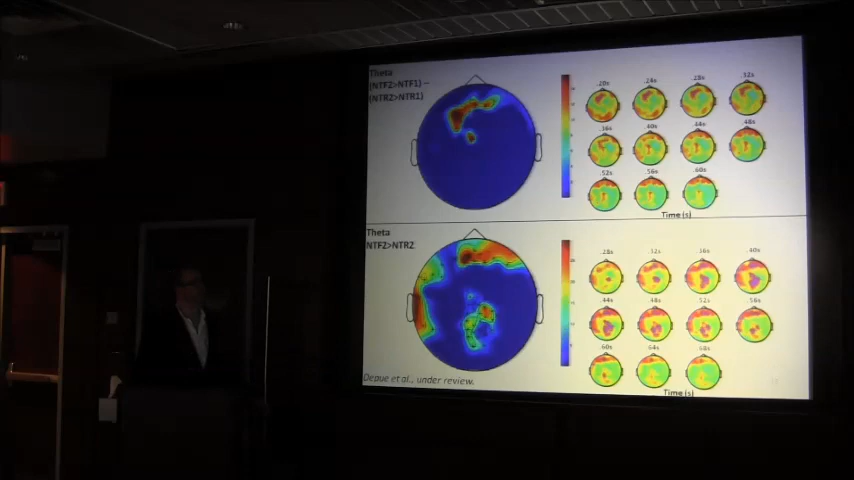 Theta
(NTF2>NTF1) –
(NTR2>NTR1)
.20s .24s .28s .32s
.36s .40s .44s .48s
.52s .56s .60s
Time (s)
Theta
NTF2>NTR2
.28s .32s .36s .40s
.44s .48s .52s .56s
.60s .64s .68s
Depue et al., under review.
Time (s)